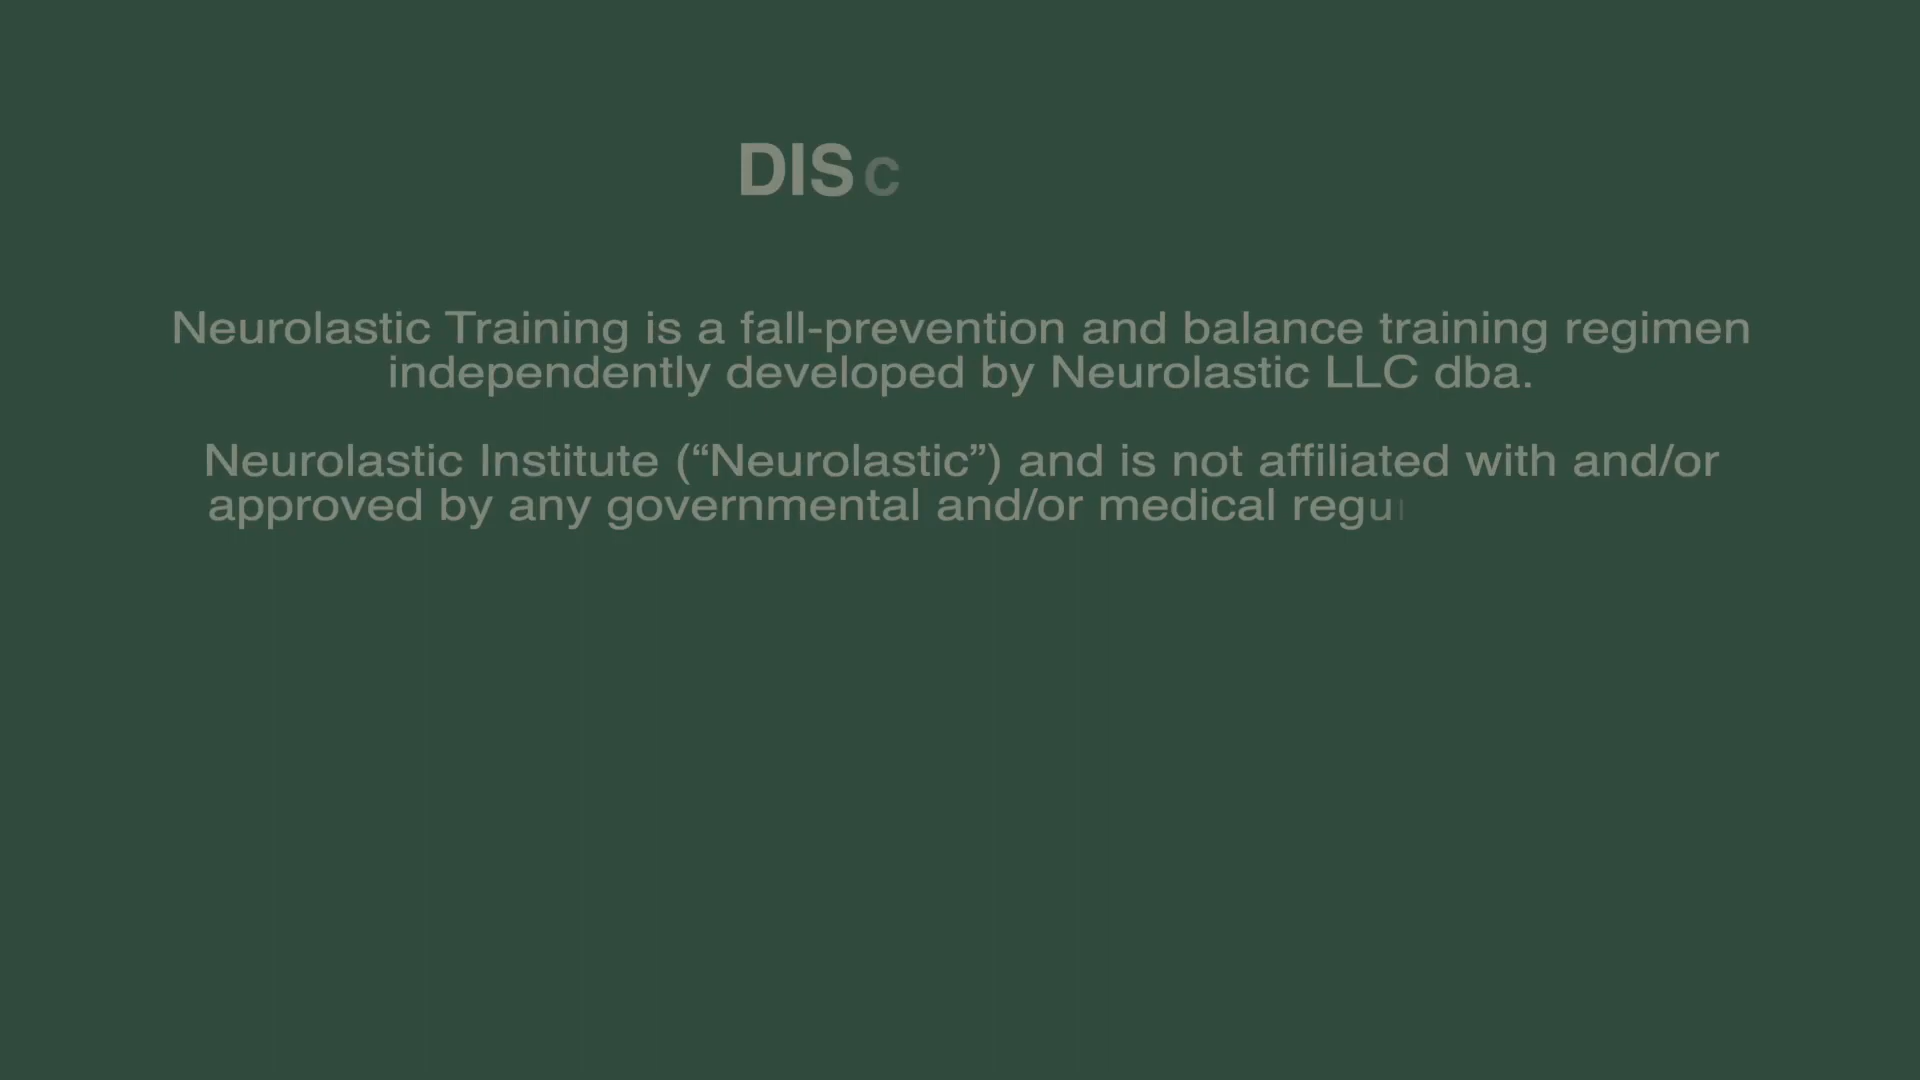 DISC
Neurolastic Training is a fall-prevention and balance training regimen
independently developed by Neurolastic LLC dba.
Neurolastic Institute (“Neurolastic”) and is not affiliated with and/or
approved by any governmental and/or medical regu